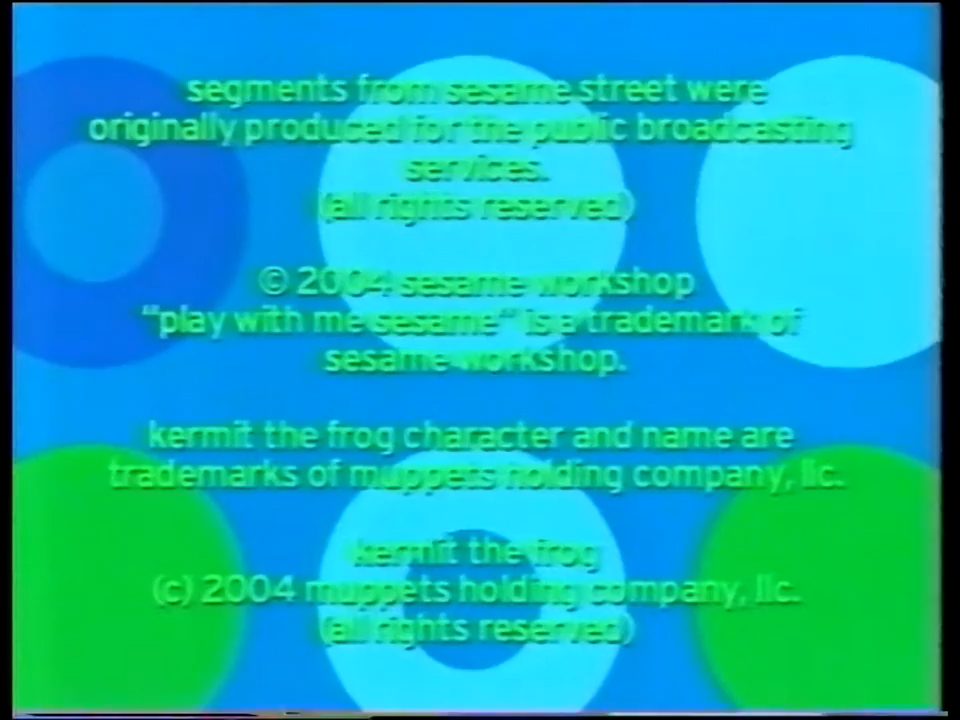 segments from sesame street were
originally produced for the public broadcasting
services.
(all rights reserved)
© 2004 sesame workshop
"play with me sesame" is a trademark of
sesame workshop.
kermit the frog character and name are
trademarks of muppets holding company, llc.
kermit the frog
(c) 2004 muppets holding company, llc.
(all rights reserved)